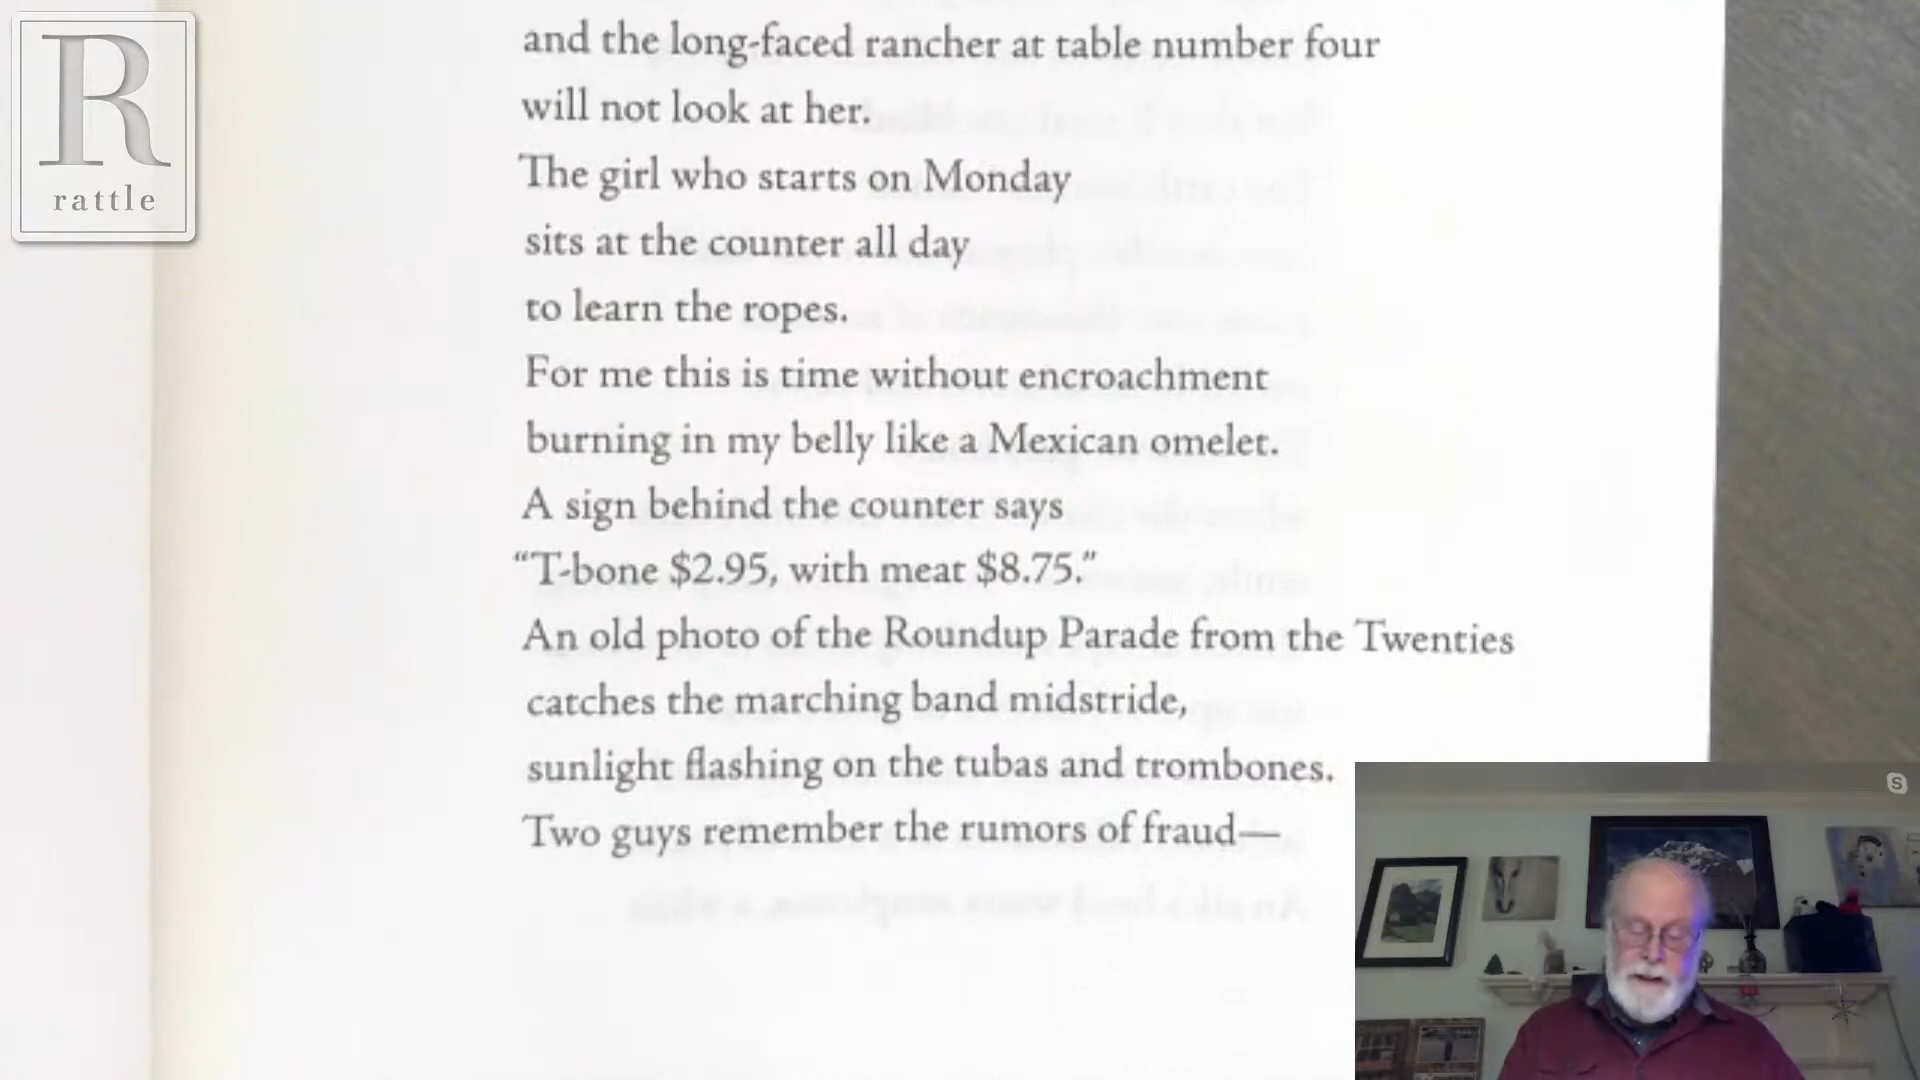 R
rattle
and the long-faced rancher at table number four
will not look at her.
The girl who starts on Monday
sits at the counter all day
to learn the ropes.
For me this is time without encroachment
burning in my belly like a Mexican omelet.
A sign behind the counter says
“T-bone $2.95, with meat $8.75.”
An old photo of the Roundup Parade from the Twenties
catches the marching band midstride,
sunlight flashing on the tubas and trombones.
Two guys remember the rumors of fraud—
S